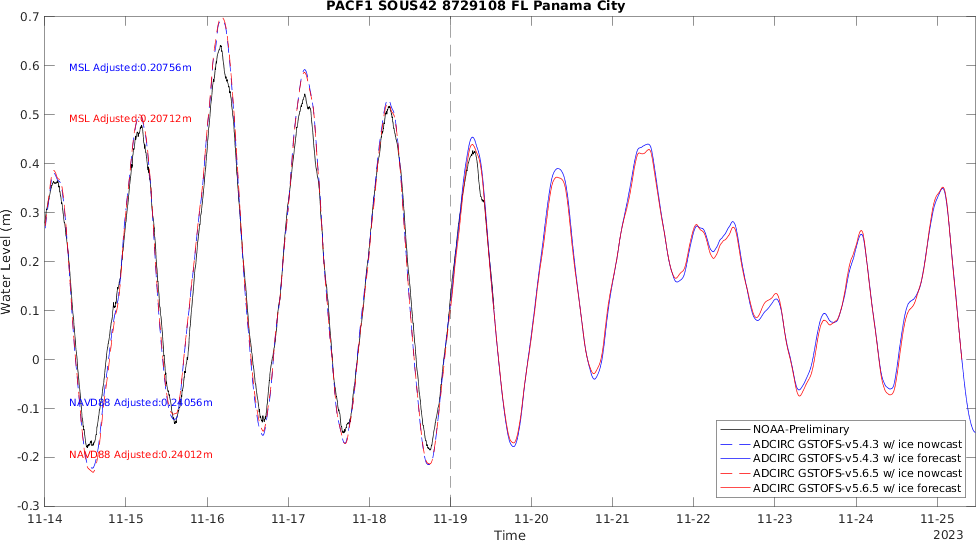 PACF1 SOUS42 8729108 FL Panama City
0.7
0.6
0.5
0.4
0.3
0.2
0.1
0
-0.1
-0.2
-0.3
Water Level (m)
MSL Adjusted:0.20756m
MSL Adjusted:0.20712m
NAVD88 Adjusted:0.24056m
NAVD88 Adjusted:0.24012m
NOAA-Preliminary
ADCIRC GSTOFS-v5.4.3 w/ ice nowcast
ADCIRC GSTOFS-v5.4.3 w/ ice forecast
ADCIRC GSTOFS-v5.6.5 w/ ice nowcast
ADCIRC GSTOFS-v5.6.5 w/ ice forecast
11-14 11-15 11-16 11-17 11-18 11-19 11-20 11-21 11-22 11-23 11-24 11-25
Time
2023